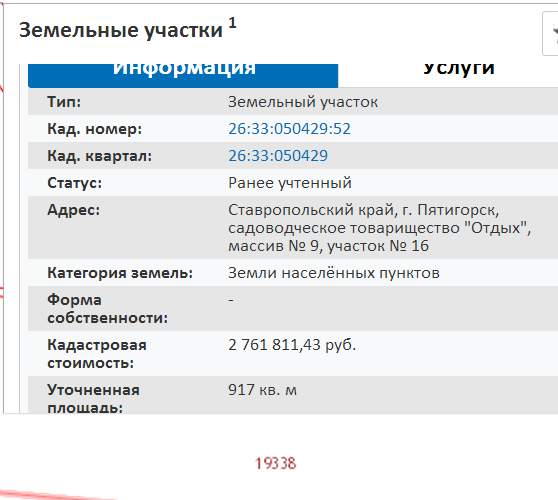 Земельные участки 1
Информация Услуги
Тип: Земельный участок
Кад. номер: 26:33:050429:52
Кад. квартал: 26:33:050429
Статус: Ранее учтенный
Адрес: Ставропольский край, г. Пятигорск,
садоводческое товарищество "Отдых",
массив № 9, участок № 16
Категория земель: Земли населённых пунктов
Форма -
собственности:
Кадастровая 2 761 811,43 руб.
стоимость:
Уточненная 917 кв. м
площадь:
19338